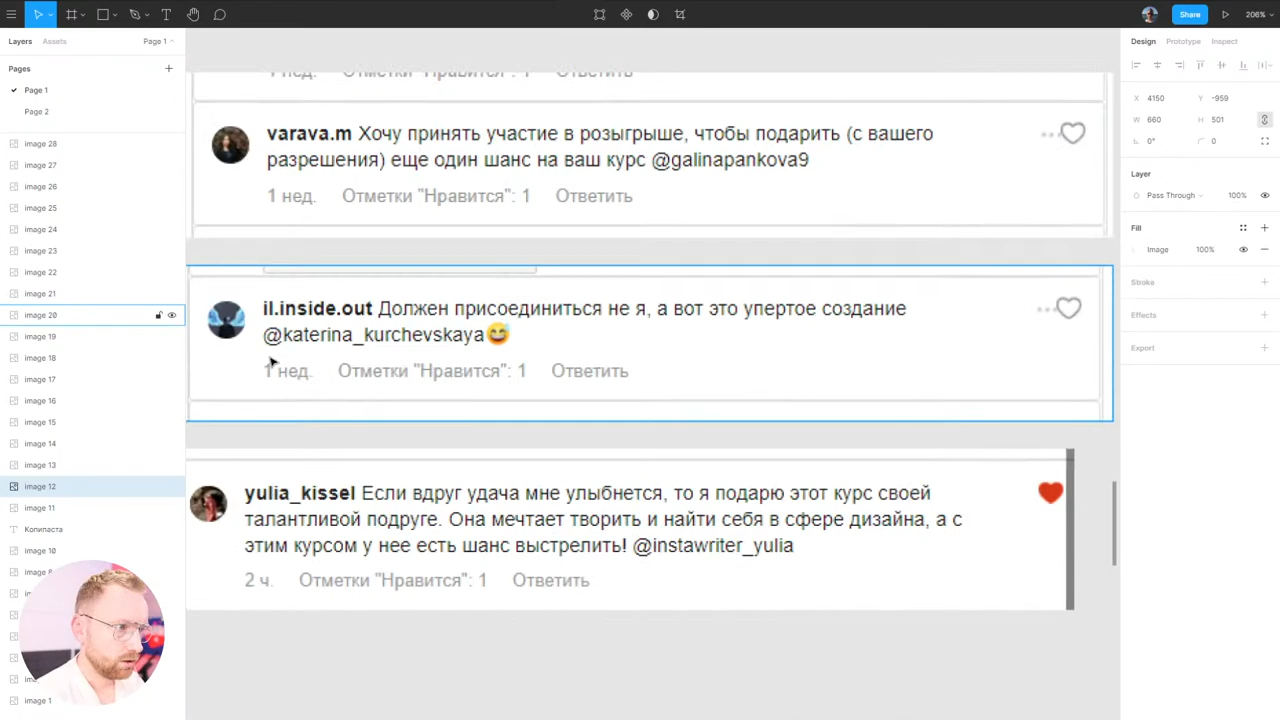 Share
206%
Layers
Assets
Page 1
Pages
Page 1
Page 2
image 28
image 27
image 26
image 25
image 24
image 23
image 22
image 21
image 20
image 19
image 18
image 17
image 16
image 15
image 14
image 13
image 12
image 11
Копипаста
image 10
image 1
1 нед. Отметки "Нравится": 1 Ответить
varava.m Хочу принять участие в розыгрыше, чтобы подарить (с вашего
разрешения) еще один шанс на ваш курс @galinapankova9
1 нед. Отметки "Нравится": 1 Ответить
il.inside.out Должен присоединиться не я, а вот это упертое создание
@katerina_kurchevskaya😅
1 нед. Отметки "Нравится": 1 Ответить
yulia_kissel Если вдруг удача мне улыбнется, то я подарю этот курс своей
талантливой подруге. Она мечтает творить и найти себя в сфере дизайна, а с
этим курсом у нее есть шанс выстрелить! @instawriter_yulia
2 ч. Отметки "Нравится": 1 Ответить
Design
Prototype
Inspect
X 4150 Y -959
W 660 H 501
0° 0
Layer
Pass Through 100%
Fill
Image 100%
Stroke
Effects
Export